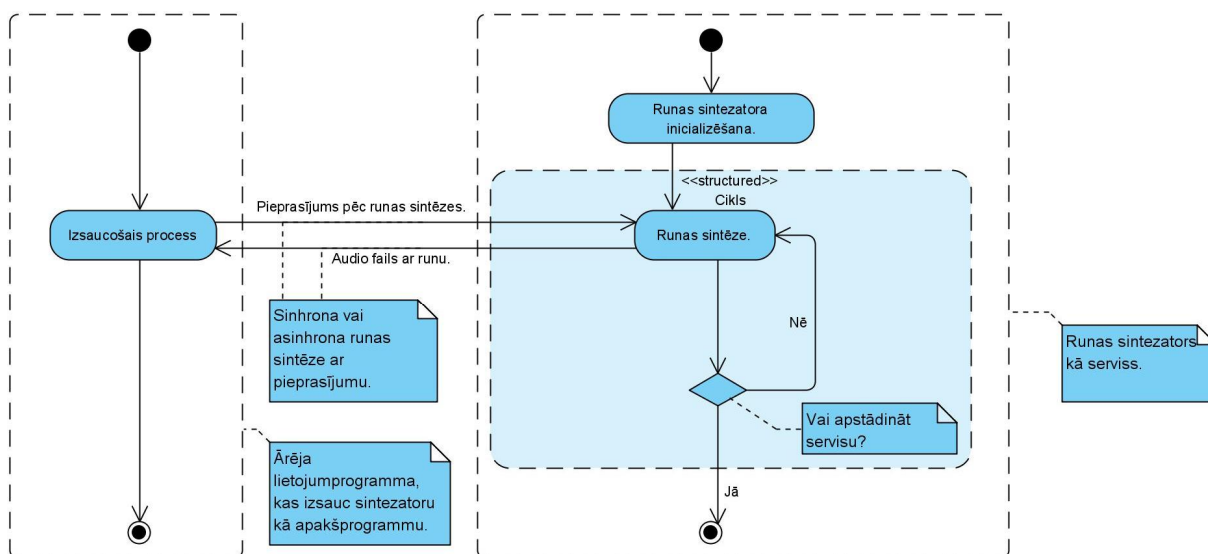 Runas sintezatora
inicializēšana.
<<structured>>
Cikls
Pieprasījums pēc runas sintēzes.
Izsaucošais process
Runas sintēze.
Audio fails ar runu.
Sinhrona vai
asinhrona runas
sintēze ar
pieprasījumu.
Nē
Runas sintezators
kā serviss.
Vai apstādināt
servisu?
Ārēja
lietojumprogramma,
kas izsauc sintezatoru
kā apakšprogrammu.
Jā